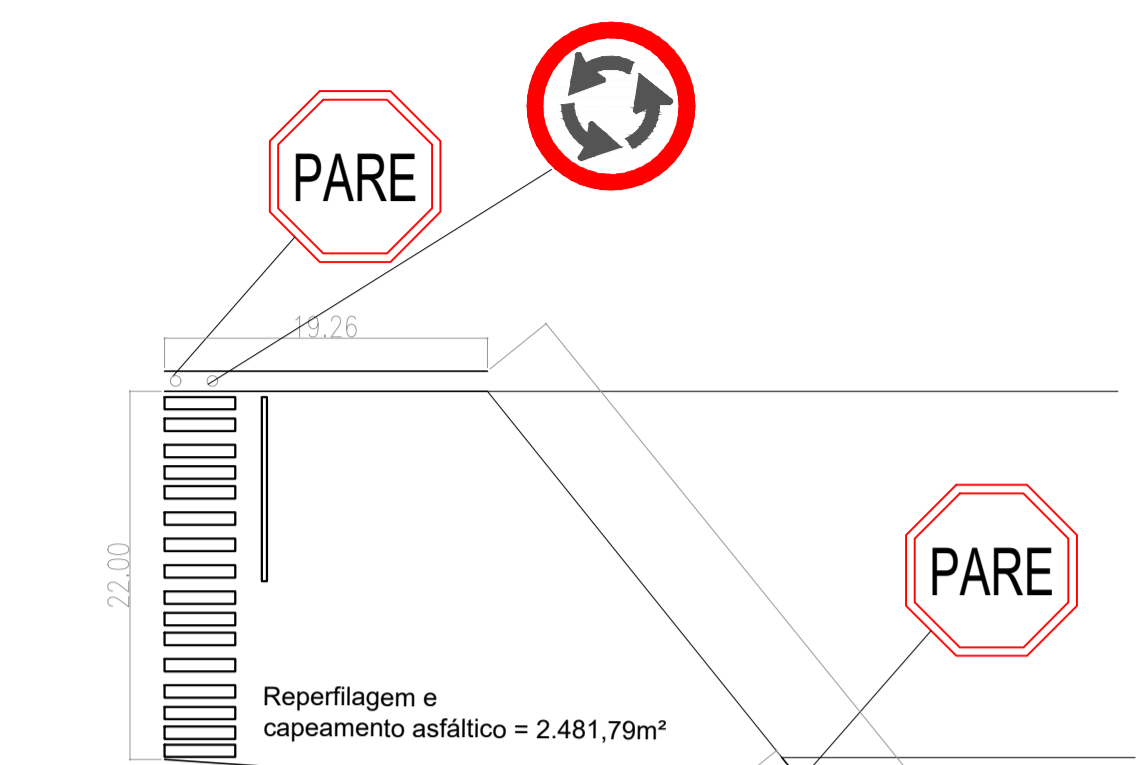 PARE
19.26
22.00
PARE
Reperfilagem e
capeamento asfáltico = 2.481,79m²